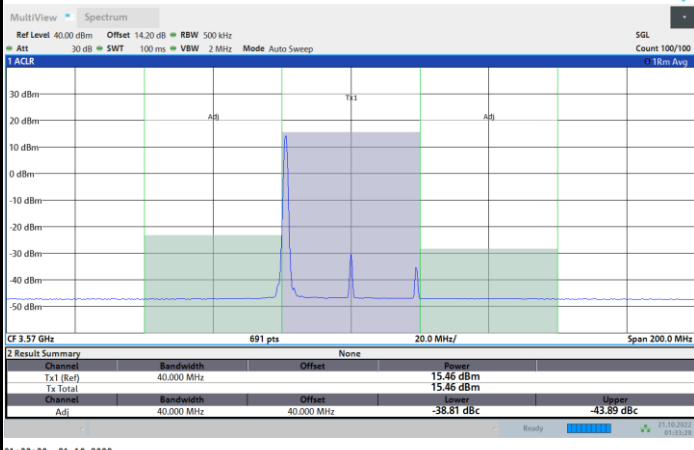 MultiView Spectrum
Ref Level 40.00 dBm Offset 14.20 dB RBW 500 kHz SGL
Att 30 dB SWT 100 ms VBW 2 MHz Mode Auto Sweep Count 100/100
1 ACLR 1Rm Avg
30 dBm
Tx1
20 dBm Adj Adj
10 dBm
0 dBm
-10 dBm
-20 dBm
-30 dBm
-40 dBm
-50 dBm
CF 3.57 GHz 691 pts 20.0 MHz/ Span 200.0 MHz
2 Result Summary None
Channel Bandwidth Offset Power
Tx1 (Ref) 40.000 MHz 15.46 dBm
Tx Total 15.46 dBm
Channel Bandwidth Offset Lower Upper
Adj 40.000 MHz 40.000 MHz -38.81 dBc -43.89 dBc
Ready 21.10.2022
01:33:20